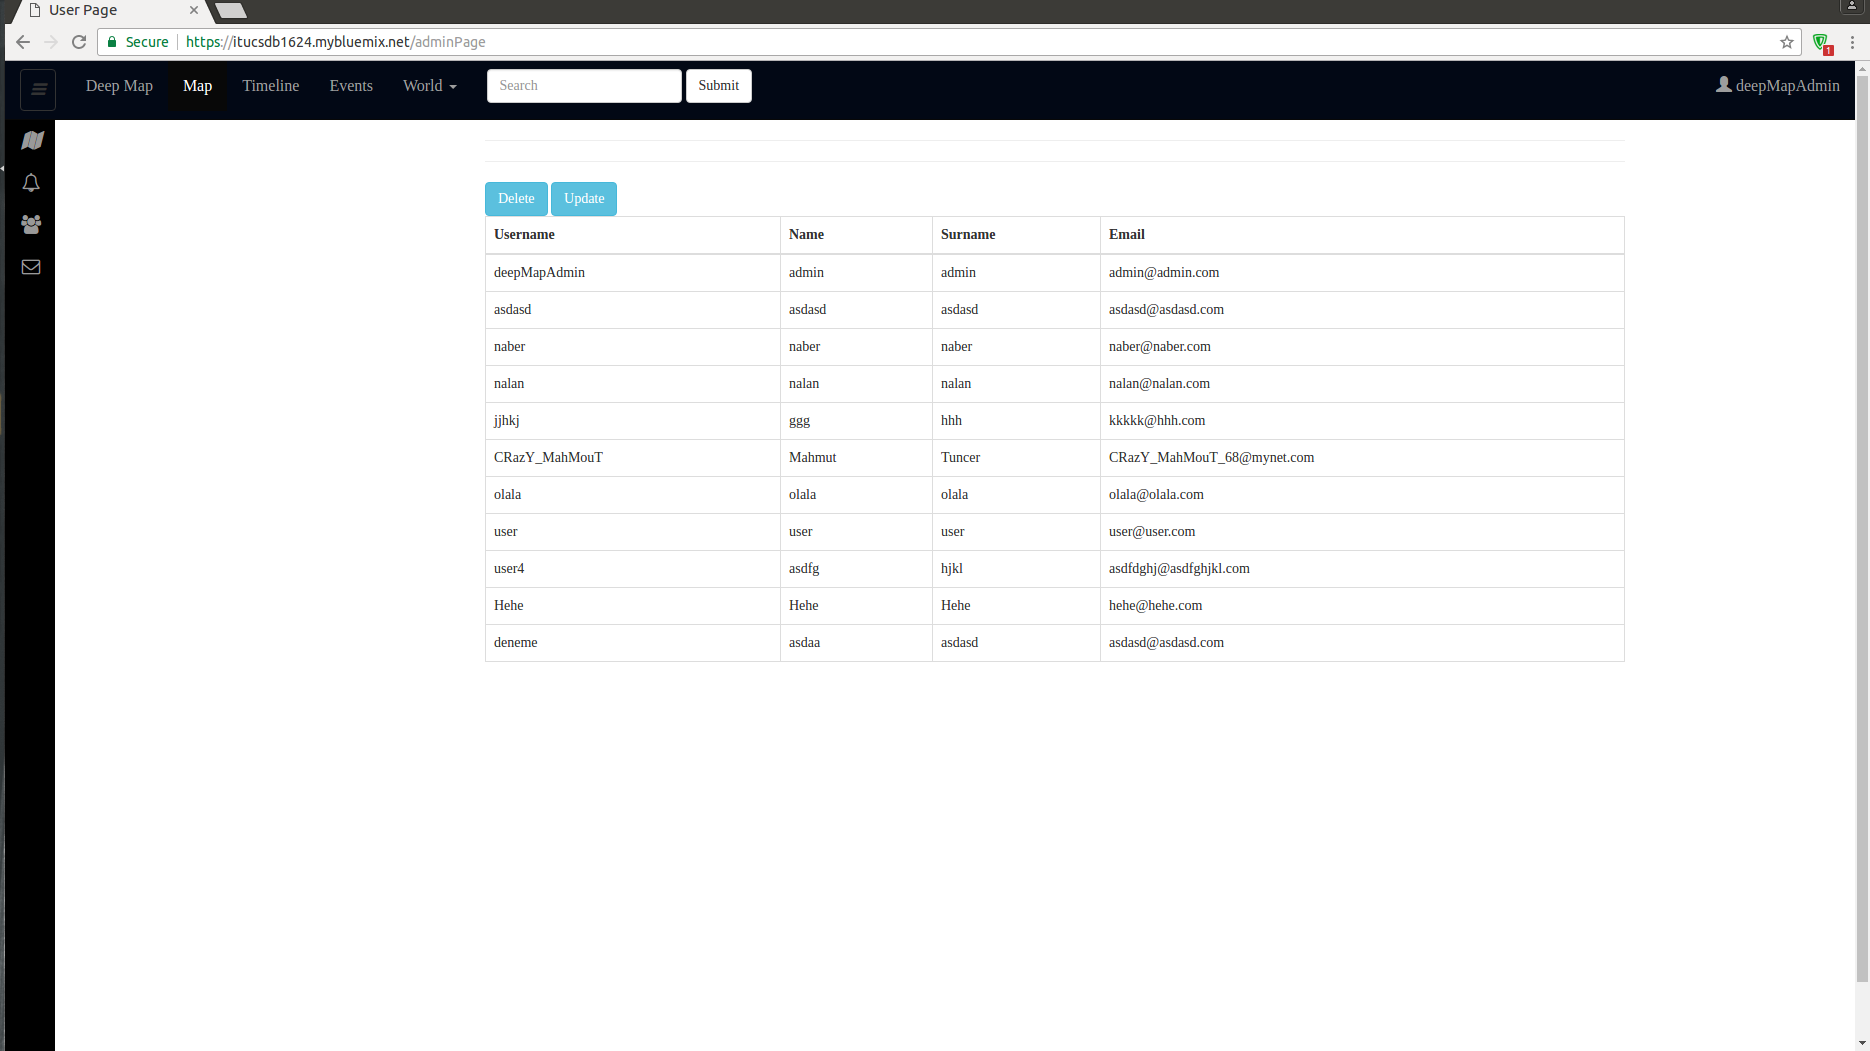 User Page
Secure https://itucsdb1624.mybluemix.net/adminPage
1
Deep Map Map Timeline Events World Search Submit deepMapAdmin
Delete Update
Username Name Surname Email
deepMapAdmin admin admin admin@admin.com
asdasd asdasd asdasd asdasd@asdasd.com
naber naber naber naber@naber.com
nalan nalan nalan nalan@nalan.com
jjhkj ggg hhh kkkkk@hhh.com
CRazY_MahMouT Mahmut Tuncer CRazY_MahMouT_68@mynet.com
olala olala olala olala@olala.com
user user user user@user.com
user4 asdfg hjkl asdfdghj@asdfghjkl.com
Hehe Hehe Hehe hehe@hehe.com
deneme asdaa asdasd asdasd@asdasd.com